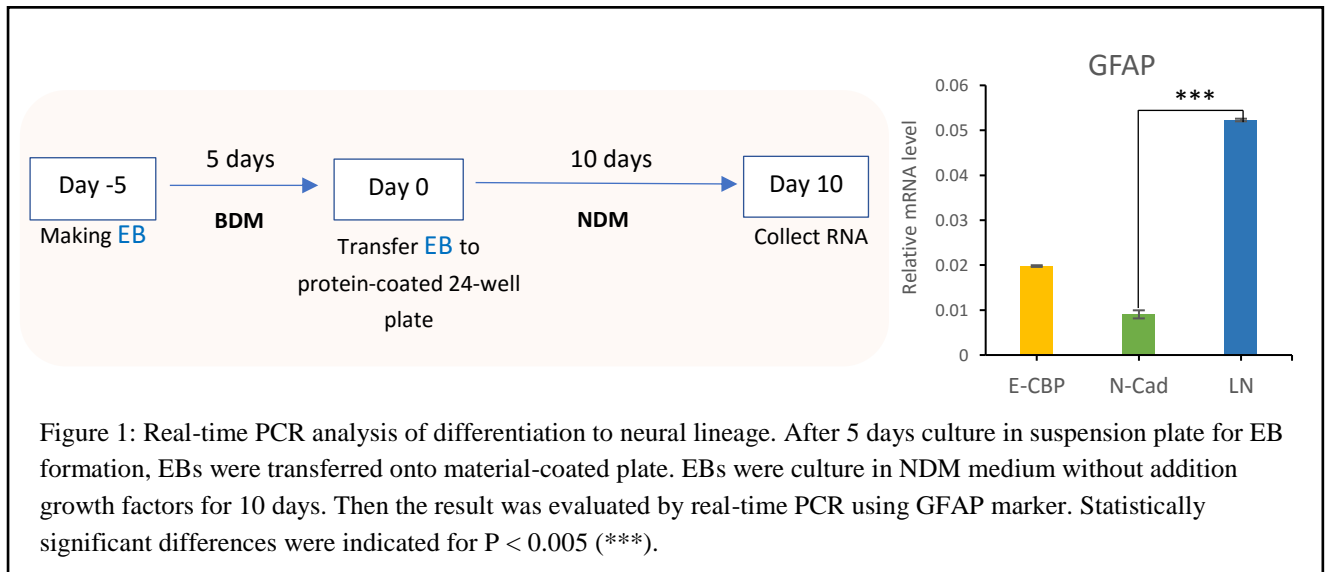 Day -5
5 days
BDM
Day 0
10 days
NDM
Day 10
Making EB
Transfer EB to
protein-coated 24-well
plate
Collect RNA
GFAP
***
Relative mRNA level
0.06
0.05
0.04
0.03
0.02
0.01
0
E-CBP
N-Cad
LN
Figure 1: Real-time PCR analysis of differentiation to neural lineage. After 5 days culture in suspension plate for EB
formation, EBs were transferred onto material-coated plate. EBs were culture in NDM medium without addition
growth factors for 10 days. Then the result was evaluated by real-time PCR using GFAP marker. Statistically
significant differences were indicated for P < 0.005 (***).